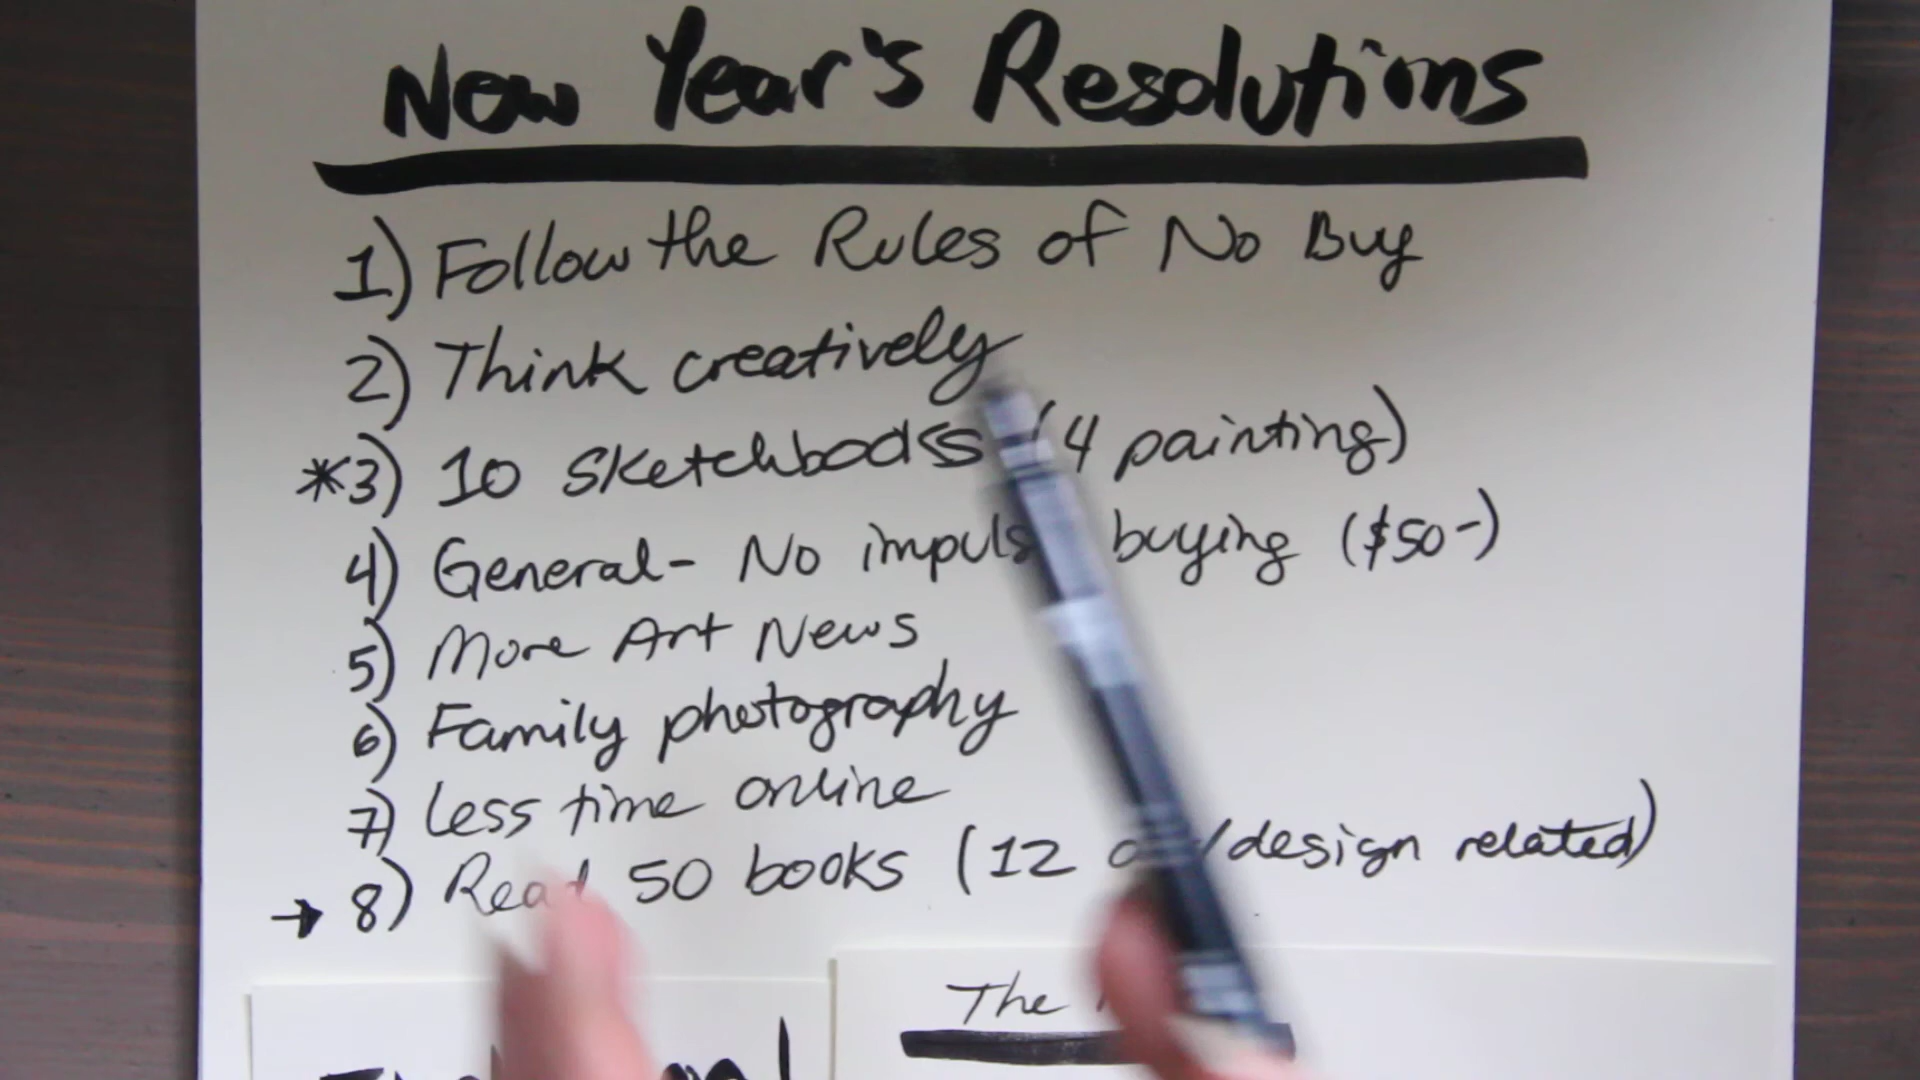 New Year's Resolutions
1) Follow the Rules of No Buy
2) Think creatively
*3) 10 Sketchbooks (4 painting)
4) General- No impuls buying ($50-)
5) More Art News
6) Family photography
7) Less time online
→ 8) Read 50 books (12 /design related)
The